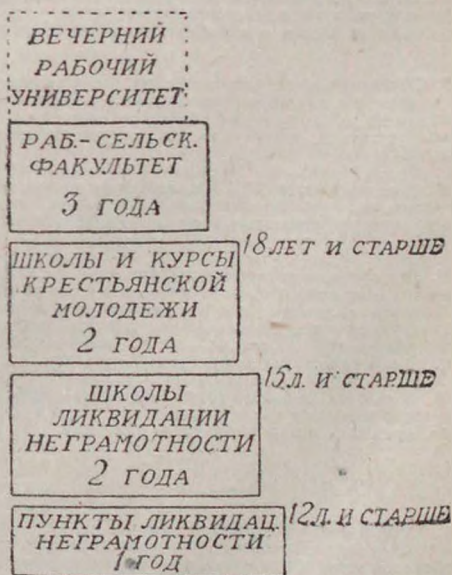 ВЕЧЕРНИЙ
РАБОЧИЙ
УНИВЕРСИТЕТ
РАБ.-СЕЛЬСК.
ФАКУЛЬТЕТ
3 ГОДА
18 ЛЕТ И СТАРШЕ
ШКОЛЫ И КУРСЫ
КРЕСТЬЯНСКОЙ
МОЛОДЕЖИ
2 ГОДА
15 Л. И СТАРШЕ
ШКОЛЫ
ЛИКВИДАЦИИ
НЕГРАМОТНОСТИ
2 ГОДА
12 Л. И СТАРШЕ
ПУНКТЫ ЛИКВИДАЦ.
НЕГРАМОТНОСТИ
1 ГОД